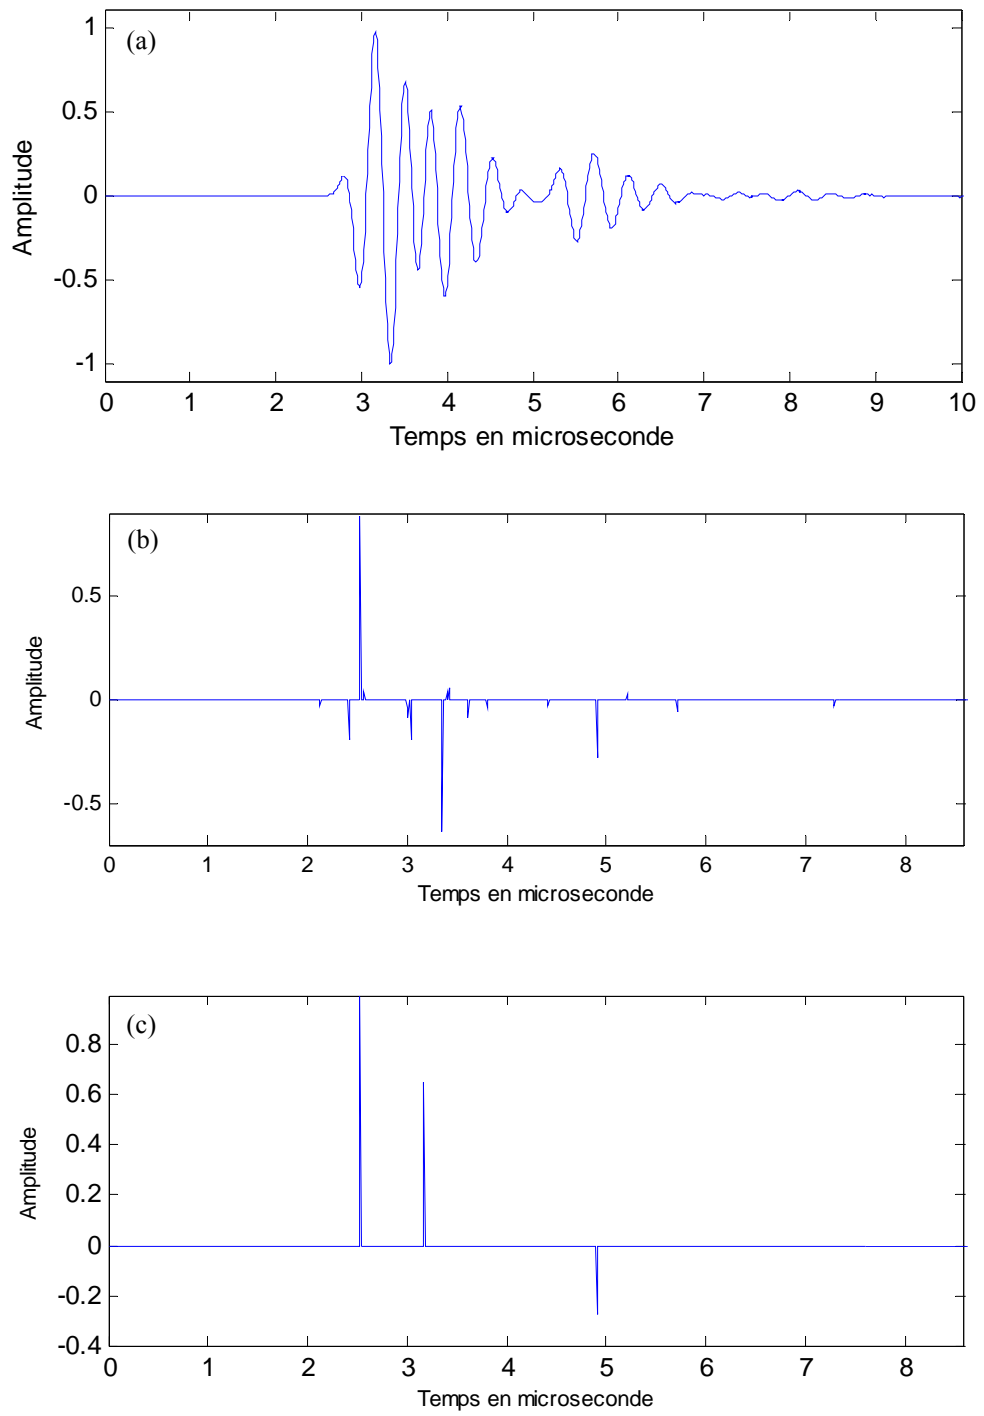 (a)
1
0.5
0
-0.5
-1
Amplitude
0 1 2 3 4 5 6 7 8 9 10
Temps en microseconde
(b)
0.5
0
-0.5
Amplitude
0 1 2 3 4 5 6 7 8
Temps en microseconde
(c)
0.8
0.6
0.4
0.2
0
-0.2
-0.4
Amplitude
0 1 2 3 4 5 6 7 8
Temps en microseconde